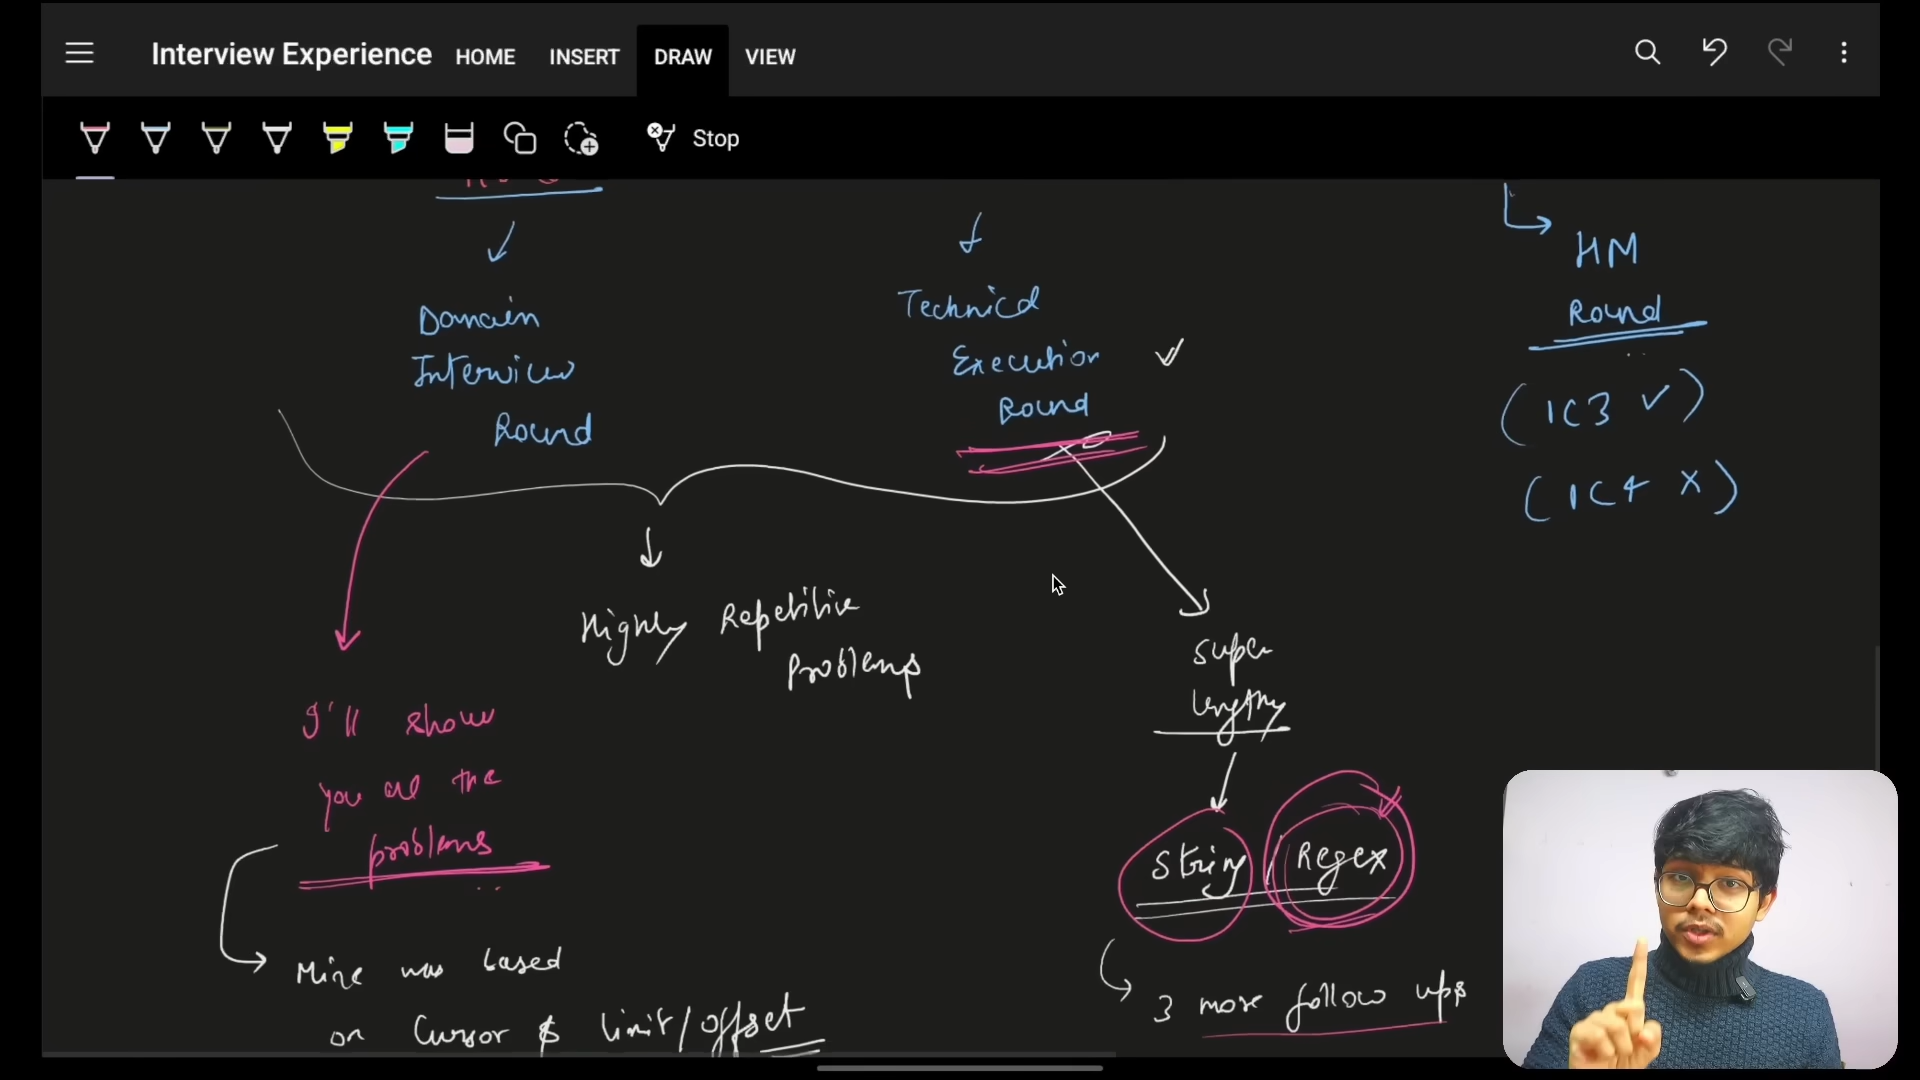 Interview Experience HOME INSERT DRAW VIEW
Stop
Domain
Interview
Round
Technical
Execution
Round
HM
Round
(IC3 ✓)
(IC4 X)
Highly Repetitive
Problems
Super
lengthy
I'll show
you all the
problems
String, Regex
Mine was based
on Cursor & limit/offset
3 more follow ups